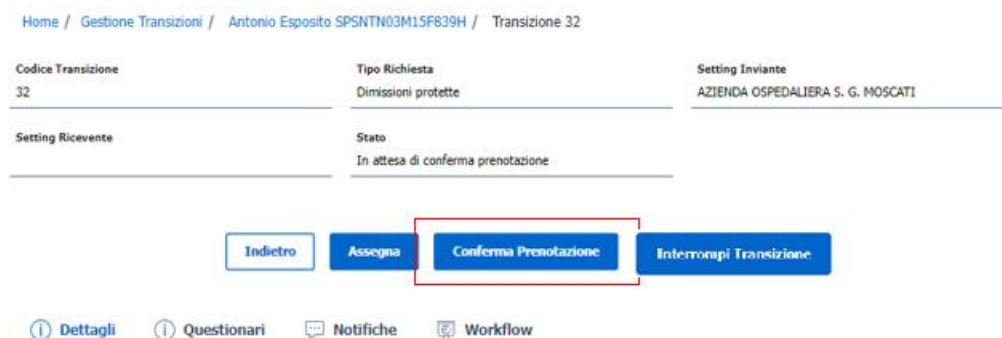 Home / Gestione Transizioni / Antonio Esposito SPSNTN03M15F839H / Transizione 32
Codice Transizione Tipo Richiesta Setting Inviante
32 Dimissioni protette AZIENDA OSPEDALIERA S. G. MOSCATI
Setting Ricevente Stato
In attesa di conferma prenotazione
Indietro Assegna Conferma Prenotazione Interrompi Transizione
Dettagli Questionari Notifiche Workflow